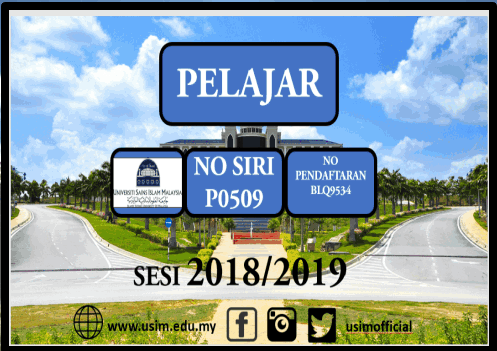 PELAJAR
UNIVERSITI SAINS ISLAM MALAYSIA
NO SIRI
P0509
NO
PENDAFTARAN
BLQ9534
SESI 2018/2019
www.usim.edu.my
usimofficial